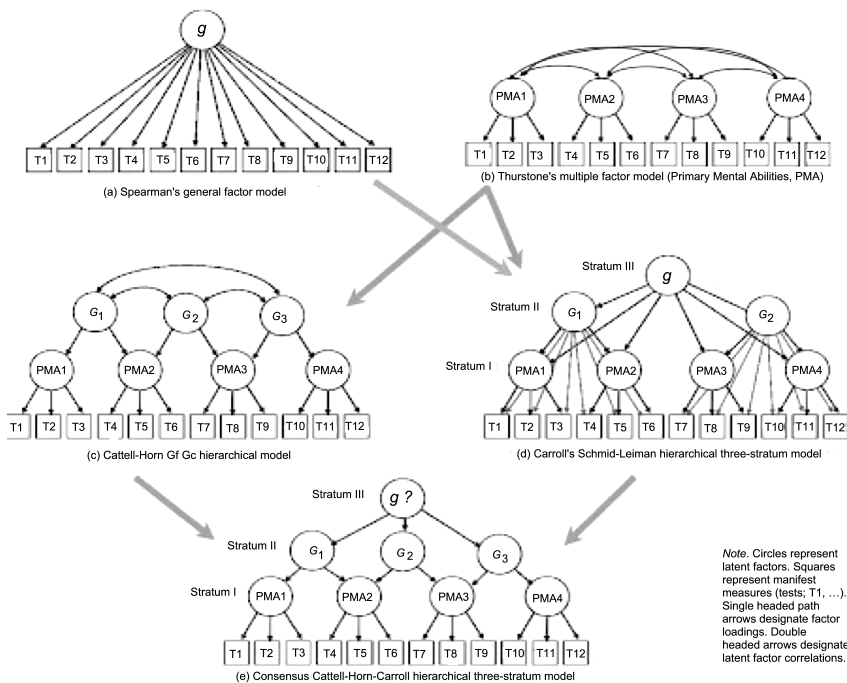 g
T1 T2 T3 T4 T5 T6 T7 T8 T9 T10 T11 T12
(a) Spearman's general factor model
PMA1 PMA2 PMA3 PMA4
T1 T2 T3 T4 T5 T6 T7 T8 T9 T10 T11 T12
(b) Thurstone's multiple factor model (Primary Mental Abilities, PMA)
G1 G2 G3
PMA1 PMA2 PMA3 PMA4
T1 T2 T3 T4 T5 T6 T7 T8 T9 T10 T11 T12
(c) Cattell-Horn Gf Gc hierarchical model
Stratum III g
Stratum II G1 G2
Stratum I PMA1 PMA2 PMA3 PMA4
T1 T2 T3 T4 T5 T6 T7 T8 T9 T10 T11 T12
(d) Carroll's Schmid-Leiman hierarchical three-stratum model
Stratum III g ?
Stratum II G1 G2 G3
Stratum I PMA1 PMA2 PMA3 PMA4
T1 T2 T3 T4 T5 T6 T7 T8 T9 T10 T11 T12
(e) Consensus Cattell-Horn-Carroll hierarchical three-stratum model
Note. Circles represent
latent factors. Squares
represent manifest
measures (tests; T1, ...).
Single headed path
arrows designate factor
loadings. Double
headed arrows designate
latent factor correlations.